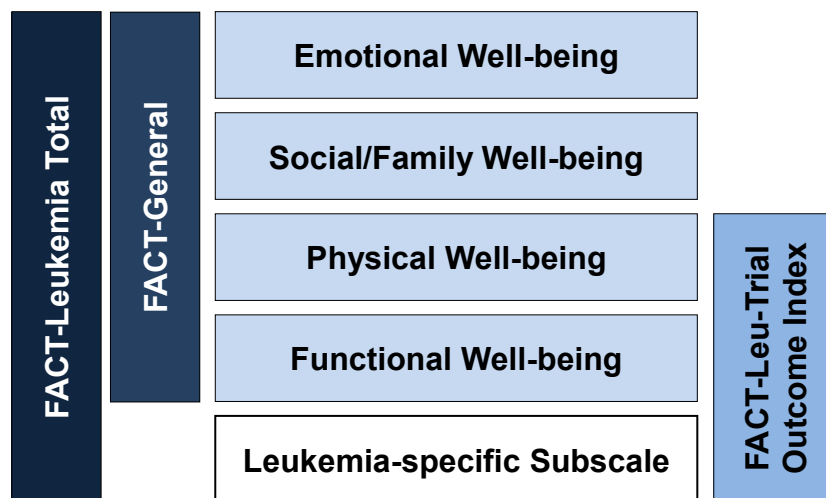 FACT-Leukemia Total
FACT-General
Emotional Well-being
Social/Family Well-being
Physical Well-being
Functional Well-being
Leukemia-specific Subscale
FACT-Leu-Trial
Outcome Index